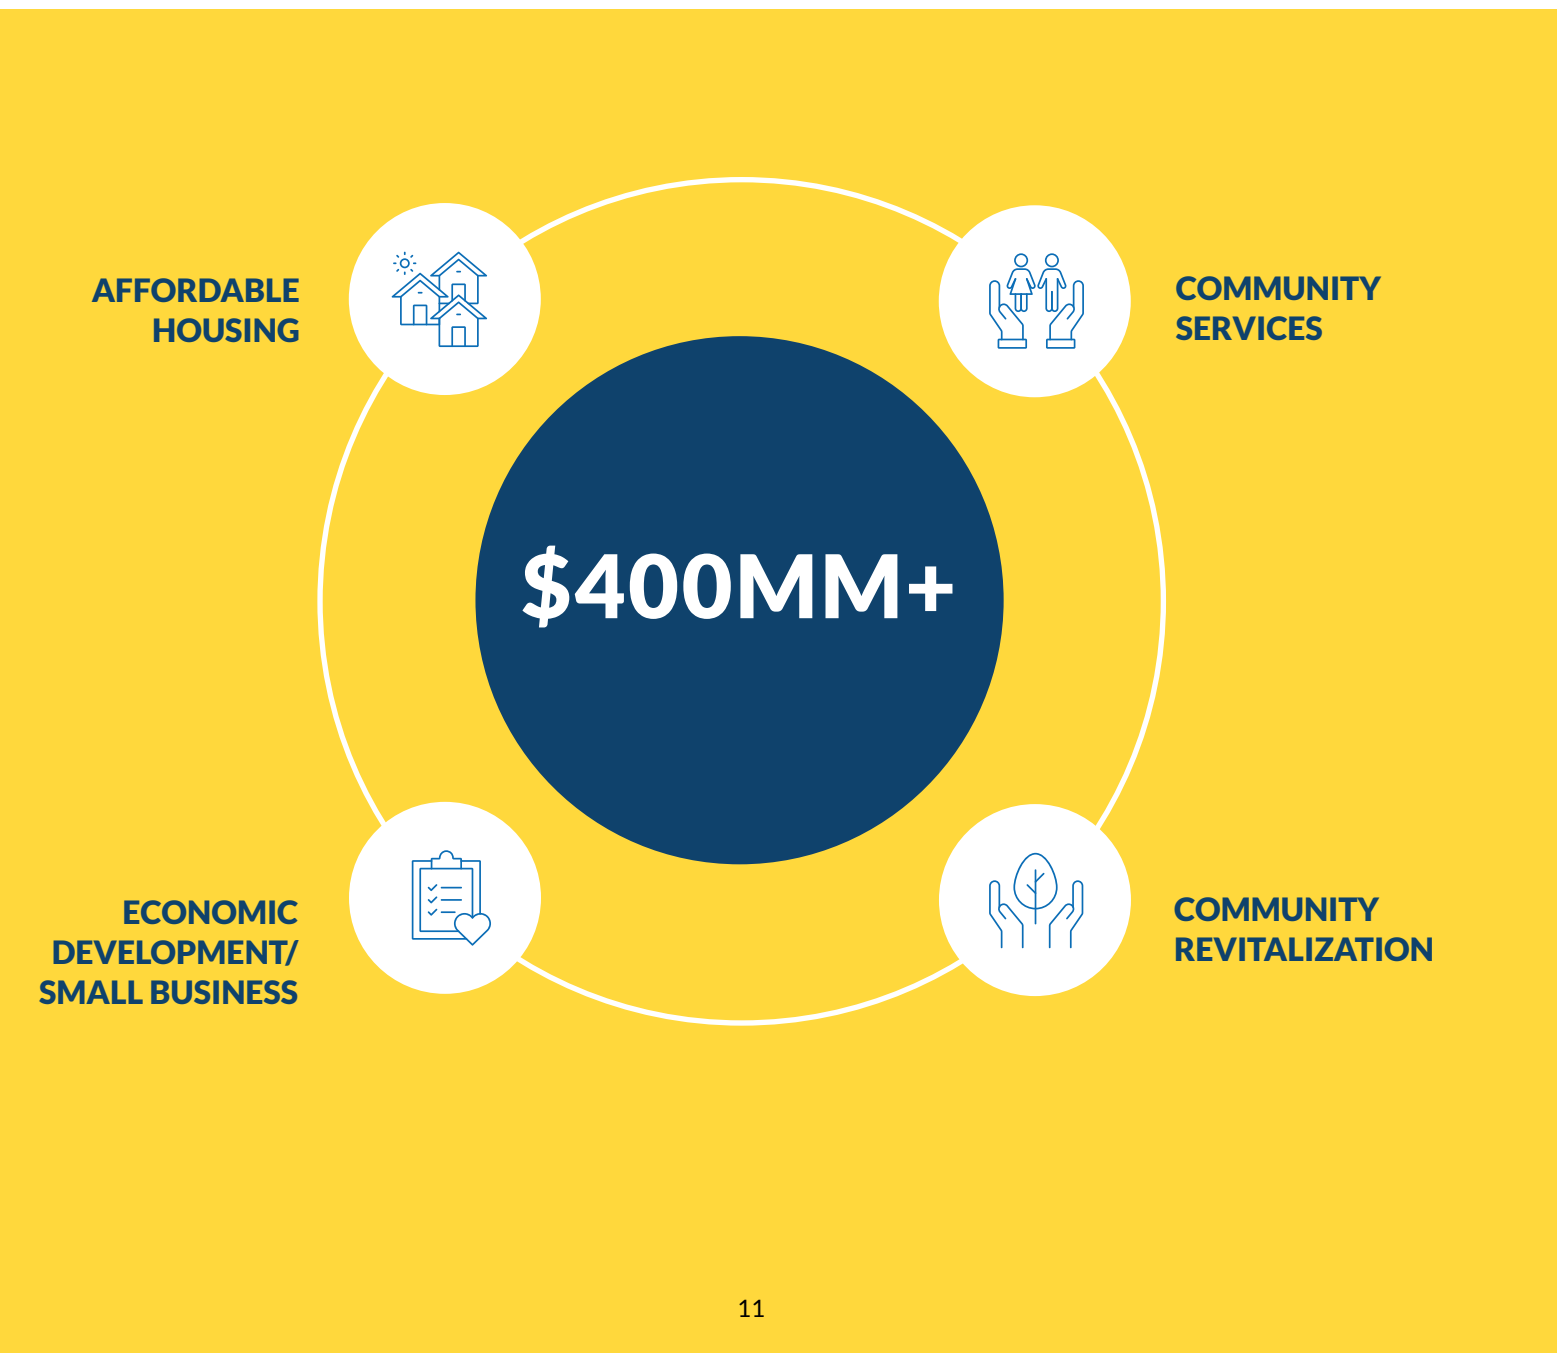 AFFORDABLE
HOUSING
COMMUNITY
SERVICES
$400MM+
ECONOMIC
DEVELOPMENT/
SMALL BUSINESS
COMMUNITY
REVITALIZATION
11